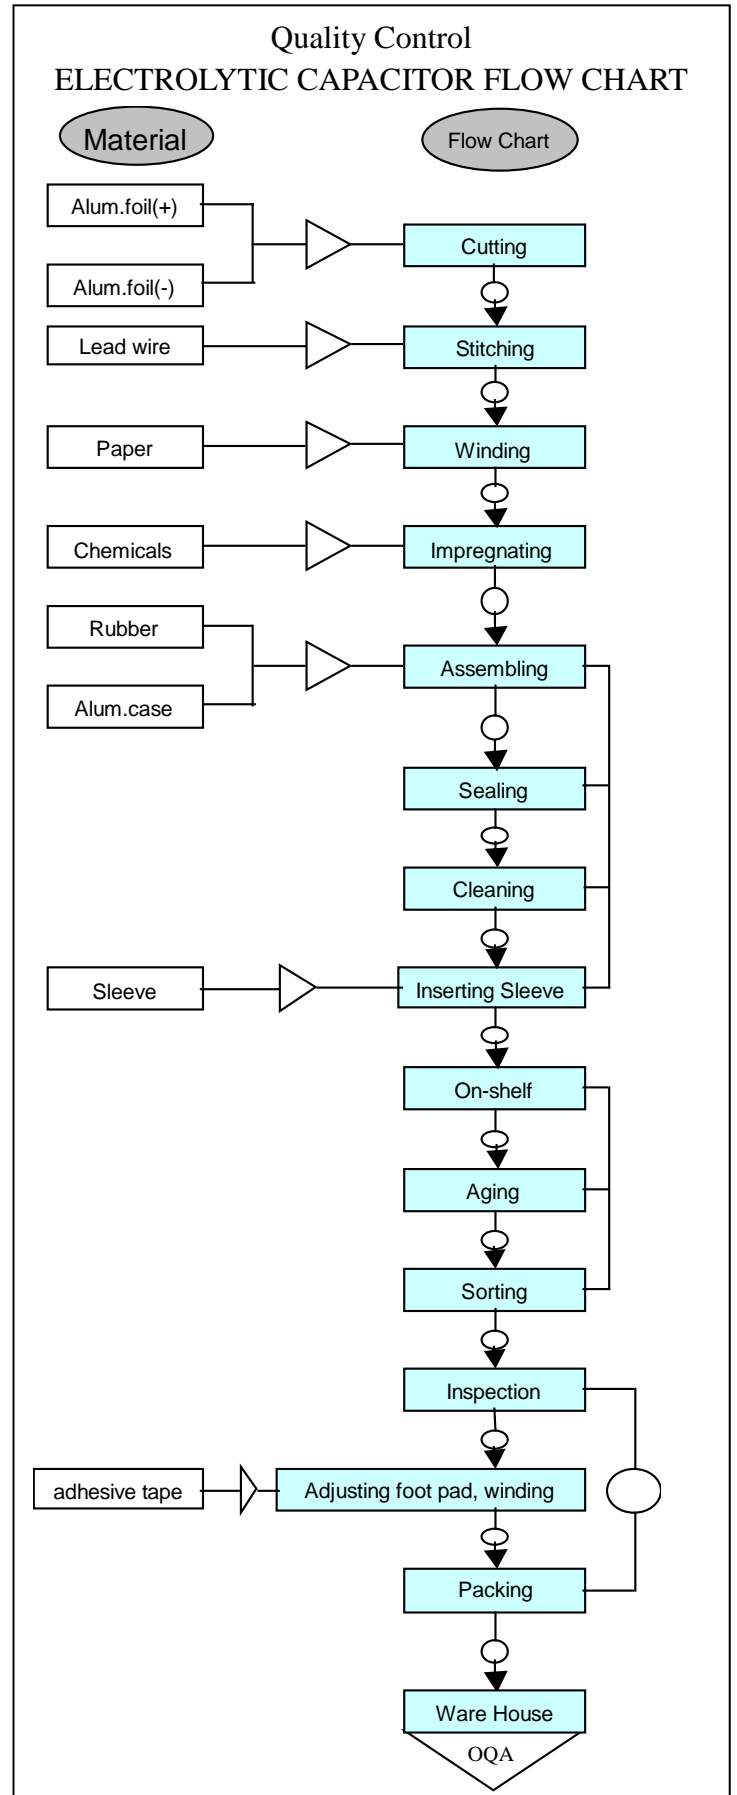 Quality Control
ELECTROLYTIC CAPACITOR FLOW CHART
Material
Flow Chart
Alum.foil(+)
Cutting
Alum.foil(-)
Lead wire
Stitching
Paper
Winding
Chemicals
Impregnating
Rubber
Assembling
Alum.case
Sealing
Cleaning
Sleeve
Inserting Sleeve
On-shelf
Aging
Sorting
Inspection
adhesive tape
Adjusting foot pad, winding
Packing
Ware House
OQA